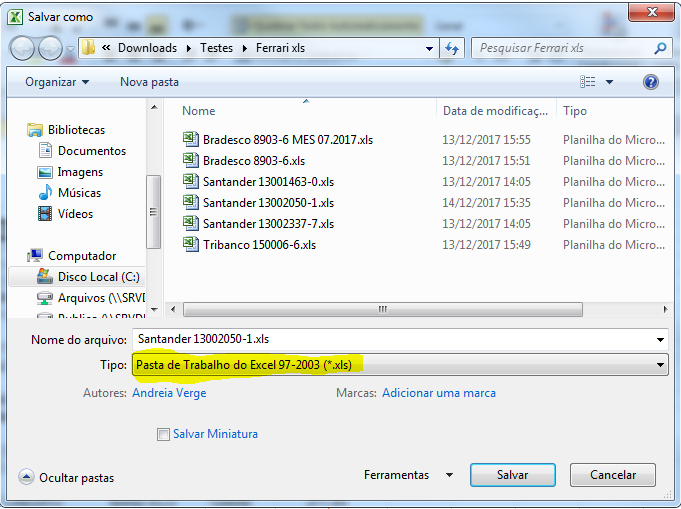 Salvar como
« Downloads ▸ Testes ▸ Ferrari xls
Pesquisar Ferrari xls
Organizar
Nova pasta
Nome Data de modificaç... Tipo
Bibliotecas
Documentos
Imagens
Músicas
Vídeos
Computador
Disco Local (C:)
Arquivos (\\SRVD
Bradesco 8903-6 MES 07.2017.xls 13/12/2017 15:55 Planilha do Micro...
Bradesco 8903-6.xls 13/12/2017 15:51 Planilha do Micro...
Santander 13001463-0.xls 13/12/2017 14:05 Planilha do Micro...
Santander 13002050-1.xls 14/12/2017 15:35 Planilha do Micro...
Santander 13002337-7.xls 13/12/2017 14:05 Planilha do Micro...
Tribanco 150006-6.xls 13/12/2017 15:49 Planilha do Micro...
Nome do arquivo: Santander 13002050-1.xls
Tipo: Pasta de Trabalho do Excel 97-2003 (*.xls)
Autores: Andreia Verge Marcas: Adicionar uma marca
Salvar Miniatura
Ocultar pastas
Ferramentas
Salvar
Cancelar